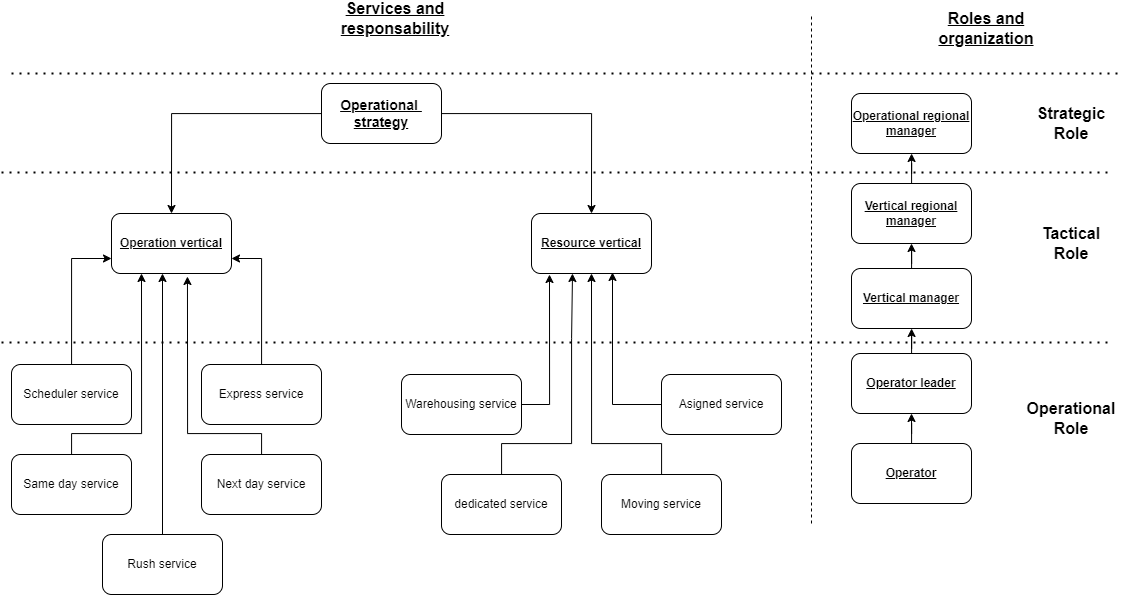 Services and
responsability
Roles and
organization
Operational
strategy
Operational regional
manager
Strategic
Role
Operation vertical
Resource vertical
Vertical regional
manager
Tactical
Role
Vertical manager
Scheduler service
Express service
Warehousing service
Asigned service
Operator leader
Operational
Role
Same day service
Next day service
dedicated service
Moving service
Operator
Rush service